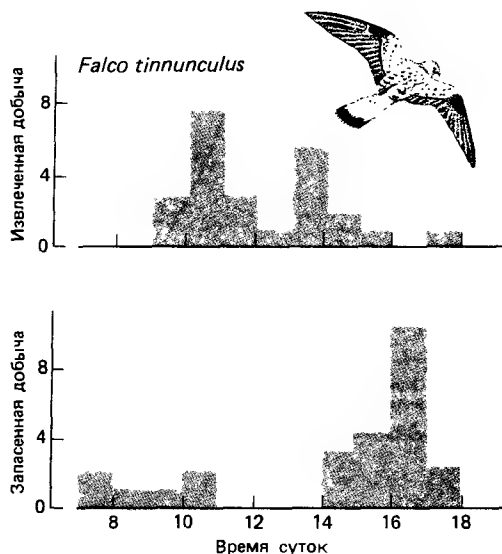 Falco tinnunculus
Извлеченная добыча
8
4
0
Запасенная добыча
8
4
0
8 10 12 14 16 18
Время суток